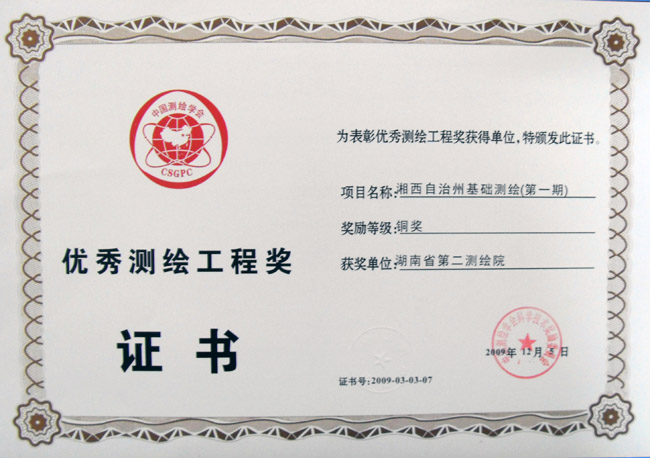 中国测绘学会
CSGPC
优秀测绘工程奖
证书
为表彰优秀测绘工程奖获得单位,特颁发此证书。
项目名称:湘西自治州基础测绘(第一期)
奖励等级:铜奖
获奖单位:湖南省第二测绘院
2009年 12月 8日
证书号:2009-03-03-07